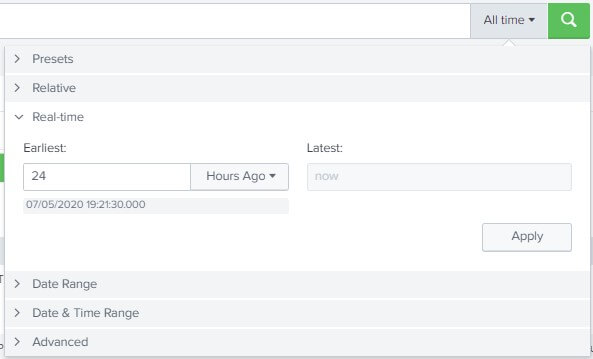 All time
Presets
Relative
Real-time
Earliest: Latest:
24 Hours Ago now
07/05/2020 19:21:30.000
Apply
Date Range
Date & Time Range
Advanced